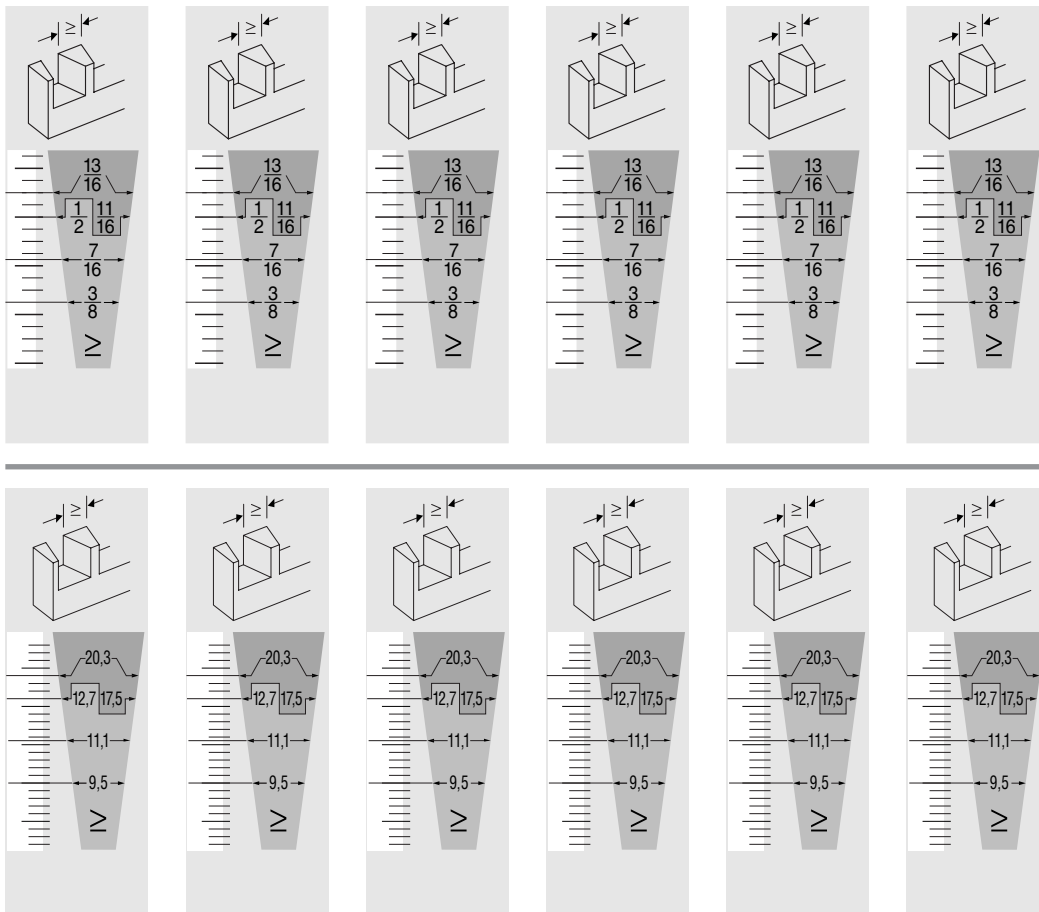 ≥ ≥ ≥ ≥ ≥ ≥
13/16 13/16 13/16 13/16 13/16 13/16
1/2 11/16 1/2 11/16 1/2 11/16 1/2 11/16 1/2 11/16 1/2 11/16
7/16 7/16 7/16 7/16 7/16 7/16
3/8 3/8 3/8 3/8 3/8 3/8
≥ ≥ ≥ ≥ ≥ ≥
≥ ≥ ≥ ≥ ≥ ≥
20,3 20,3 20,3 20,3 20,3 20,3
12,7 17,5 12,7 17,5 12,7 17,5 12,7 17,5 12,7 17,5 12,7 17,5
11,1 11,1 11,1 11,1 11,1 11,1
9,5 9,5 9,5 9,5 9,5 9,5
≥ ≥ ≥ ≥ ≥ ≥